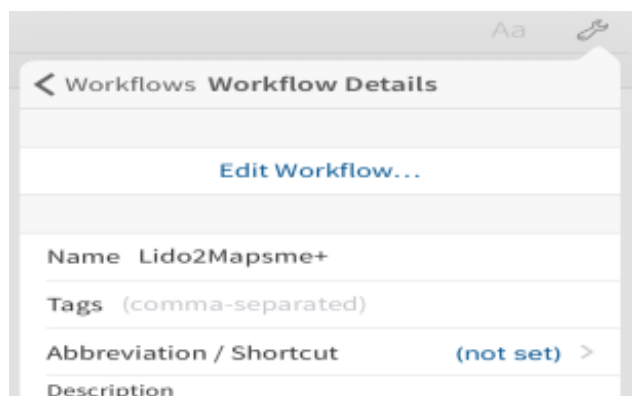 Aa
Workflows Workflow Details
Edit Workflow...
Name Lido2Mapsme+
Tags (comma-separated)
Abbreviation / Shortcut (not set) >
Description